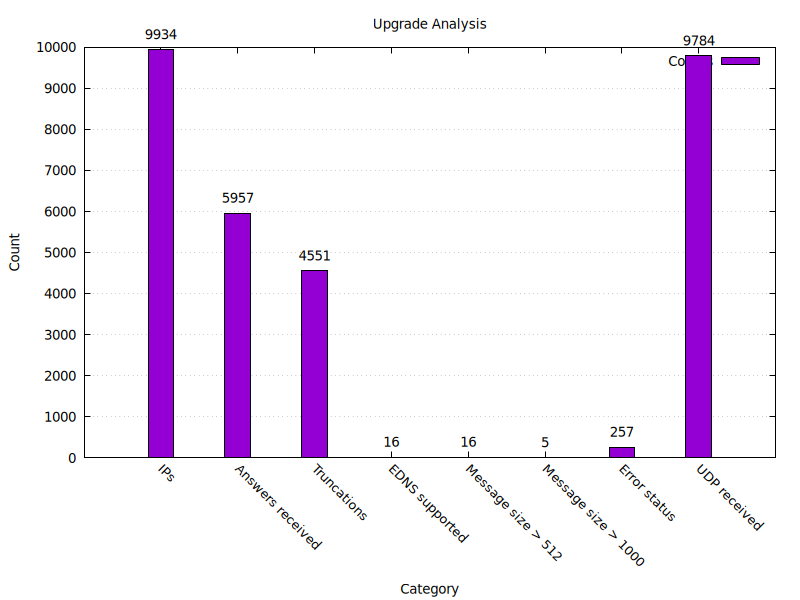 Upgrade Analysis
9934
5957
4551
16
16
5
257
9784
10000
9000
8000
7000
6000
5000
4000
3000
2000
1000
0
Count
IPs
Answers received
Truncations
EDNS supported
Message size > 512
Message size > 1000
Error status
UDP received
Category